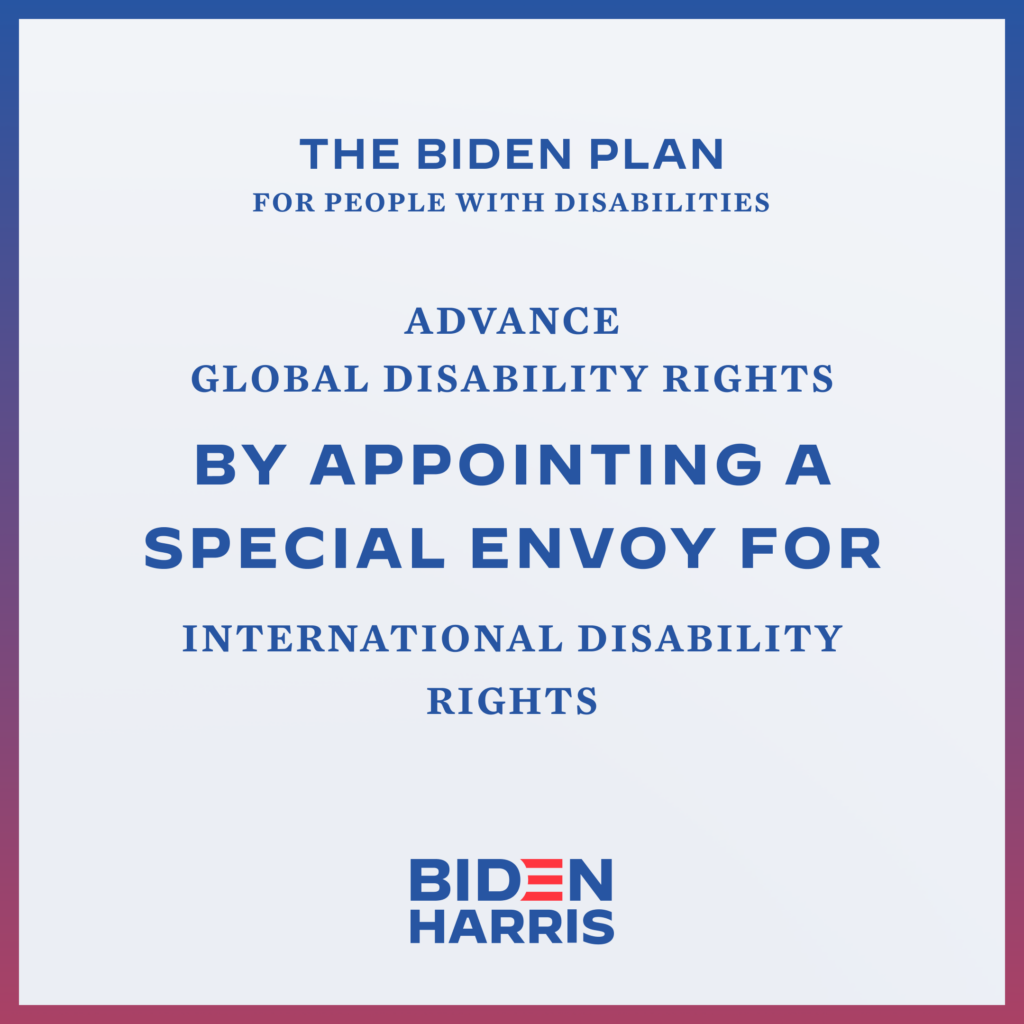 THE BIDEN PLAN
FOR PEOPLE WITH DISABILITIES
ADVANCE
GLOBAL DISABILITY RIGHTS
BY APPOINTING A
SPECIAL ENVOY FOR
INTERNATIONAL DISABILITY
RIGHTS
BIDEN
HARRIS